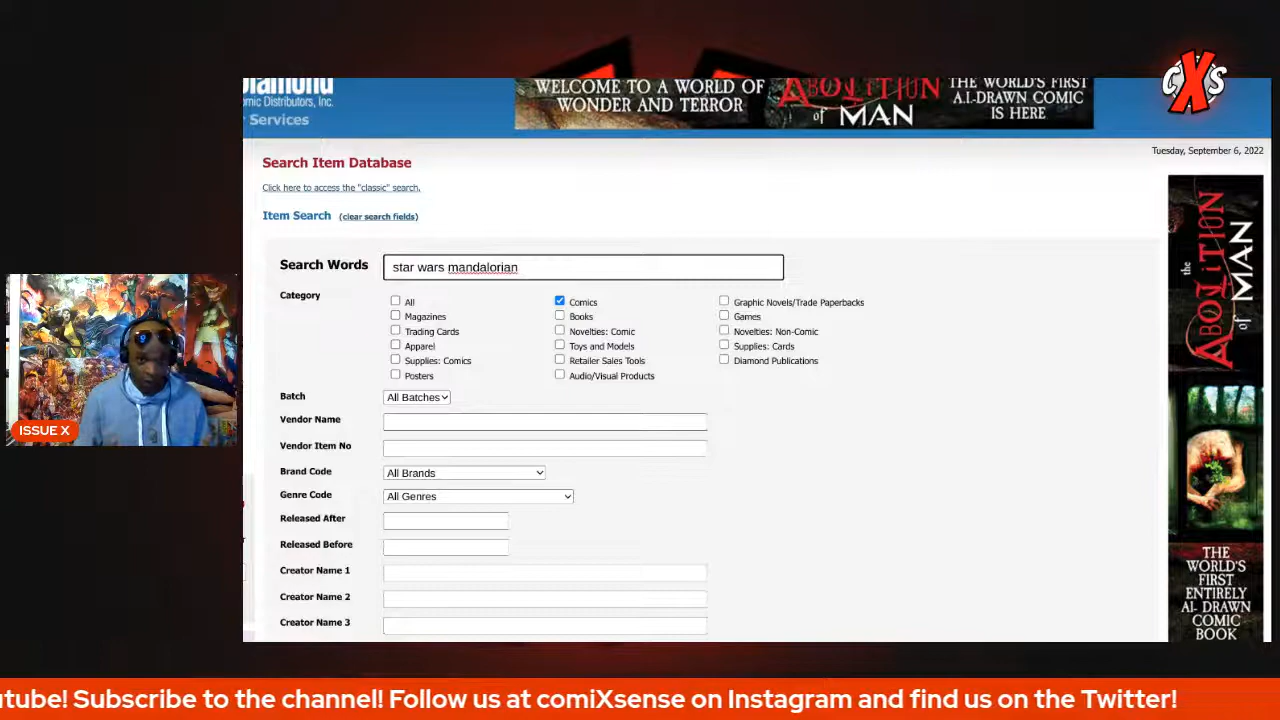 Diamond
omic Distributors, Inc.
r Services
WELCOME TO A WORLD OF
WONDER AND TERROR
ABOLITION
of MAN
THE WORLD'S FIRST
A.I.-DRAWN COMIC
IS HERE
CXS
Tuesday, September 6, 2022
Search Item Database
Click here to access the "classic" search.
Item Search (clear search fields)
Search Words star wars mandalorian
Category
All Comics Graphic Novels/Trade Paperbacks
Magazines Books Games
Trading Cards Novelties: Comic Novelties: Non-Comic
Apparel Toys and Models Supplies: Cards
Supplies: Comics Retailer Sales Tools Diamond Publications
Posters Audio/Visual Products
Batch All Batches
Vendor Name
Vendor Item No
Brand Code All Brands
Genre Code All Genres
Released After
Released Before
Creator Name 1
Creator Name 2
Creator Name 3
the ABOLITION of MAN
THE
WORLD'S
FIRST
ENTIRELY
AI- DRAWN
COMIC
BOOK
ISSUE X
utube! Subscribe to the channel! Follow us at comiXsense on Instagram and find us on the Twitter!